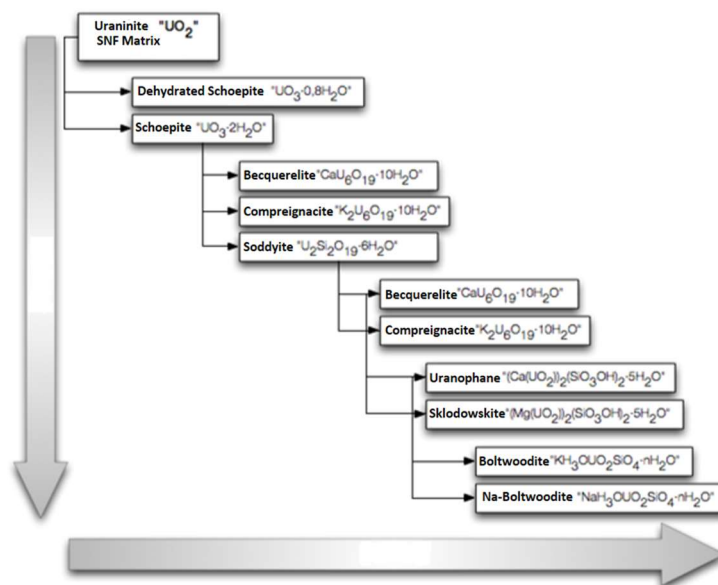 Uraninite "UO₂"
SNF Matrix
Dehydrated Schoepite "UO₃·0,8H₂O"
Schoepite "UO₃·2H₂O"
Becquerelite"CaU₆O₁₉·10H₂O"
Compreignacite"K₂U₆O₁₉·10H₂O"
Soddyite "U₂Si₂O₁₉·6H₂O"
Becquerelite"CaU₆O₁₉·10H₂O"
Compreignacite"K₂U₆O₁₉·10H₂O"
Uranophane "(Ca(UO₂))₂(SiO₃OH)₂·5H₂O"
Sklodowskite"(Mg(UO₂))₂(SiO₃OH)₂·5H₂O"
Boltwoodite"KH₃OUO₂SiO₄·nH₂O"
Na-Boltwoodite "NaH₃OUO₂SiO₄·nH₂O"